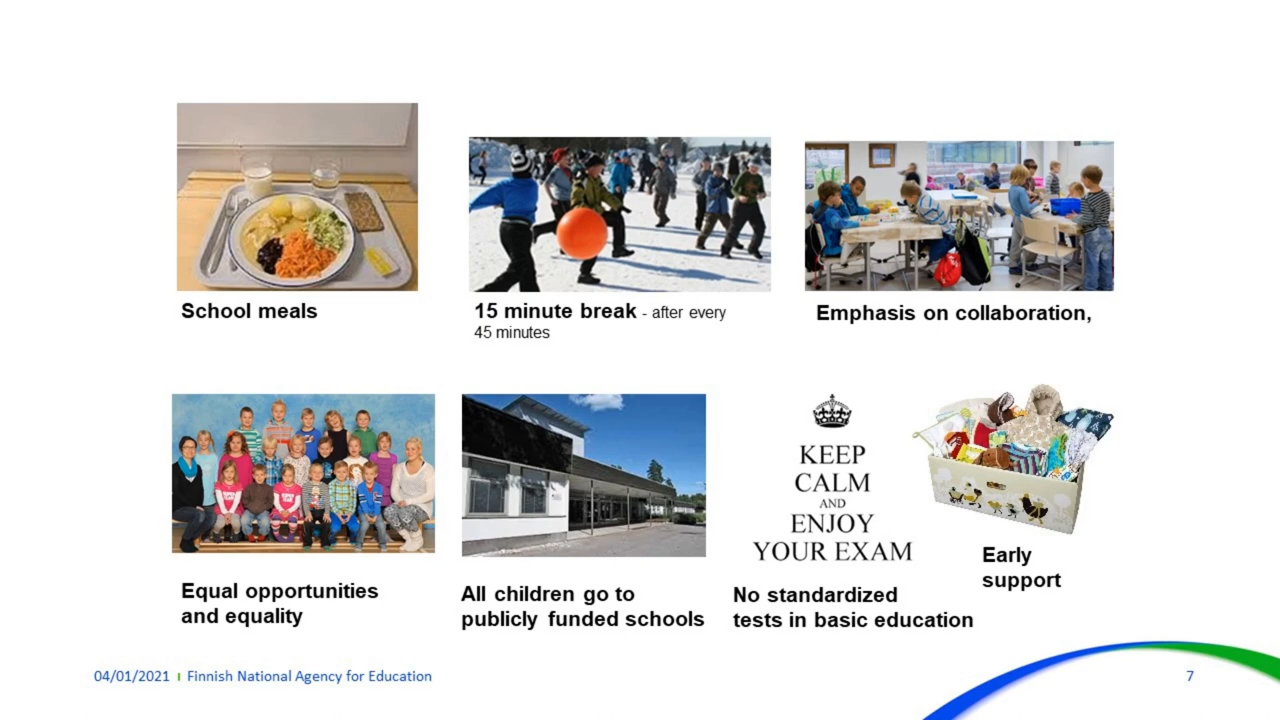 School meals
15 minute break - after every
45 minutes
Emphasis on collaboration,
KEEP
CALM
AND
ENJOY
YOUR EXAM
Equal opportunities
and equality
All children go to
publicly funded schools
No standardized
tests in basic education
Early
support
04/01/2021 Finnish National Agency for Education
7